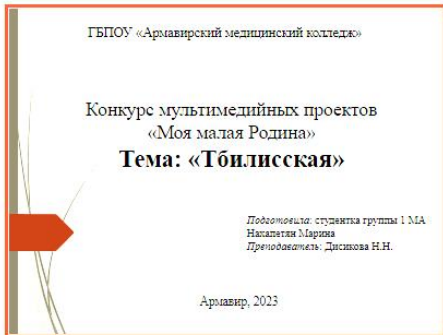 ГБПОУ «Армавирский медицинский колледж»
Конкурс мультимедийных проектов
«Моя малая Родина»
Тема: «Тбилисская»
Подготовила: студентка группы 1 МА
Нахапетян Марина
Преподаватель: Дисикова Н.Н.
Армавир, 2023